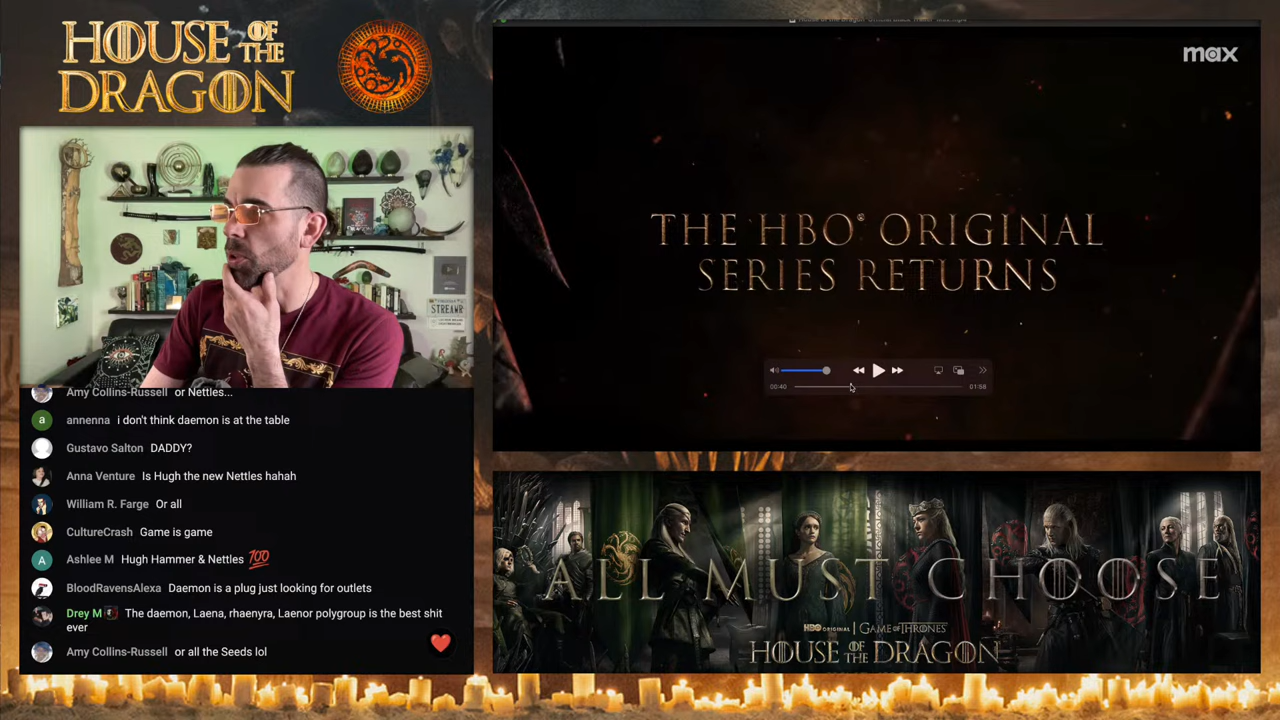 HOUSE OF THE
DRAGON
max
THE HBO® ORIGINAL
SERIES RETURNS
00:40
01:58
STREAWR
Amy Collins-Russell or Nettles...
a annenna i don't think daemon is at the table
Gustavo Salton DADDY?
Anna Venture Is Hugh the new Nettles hahah
William R. Farge Or all
CultureCrash Game is game
A Ashlee M Hugh Hammer & Nettles 💯
BloodRavensAlexa Daemon is a plug just looking for outlets
Drey M The daemon, Laena, rhaenyra, Laenor polygroup is the best shit
ever
Amy Collins-Russell or all the Seeds lol
ALL MUST CHOOSE
HBO ORIGINAL | GAME OF THRONES
HOUSE OF THE DRAGON